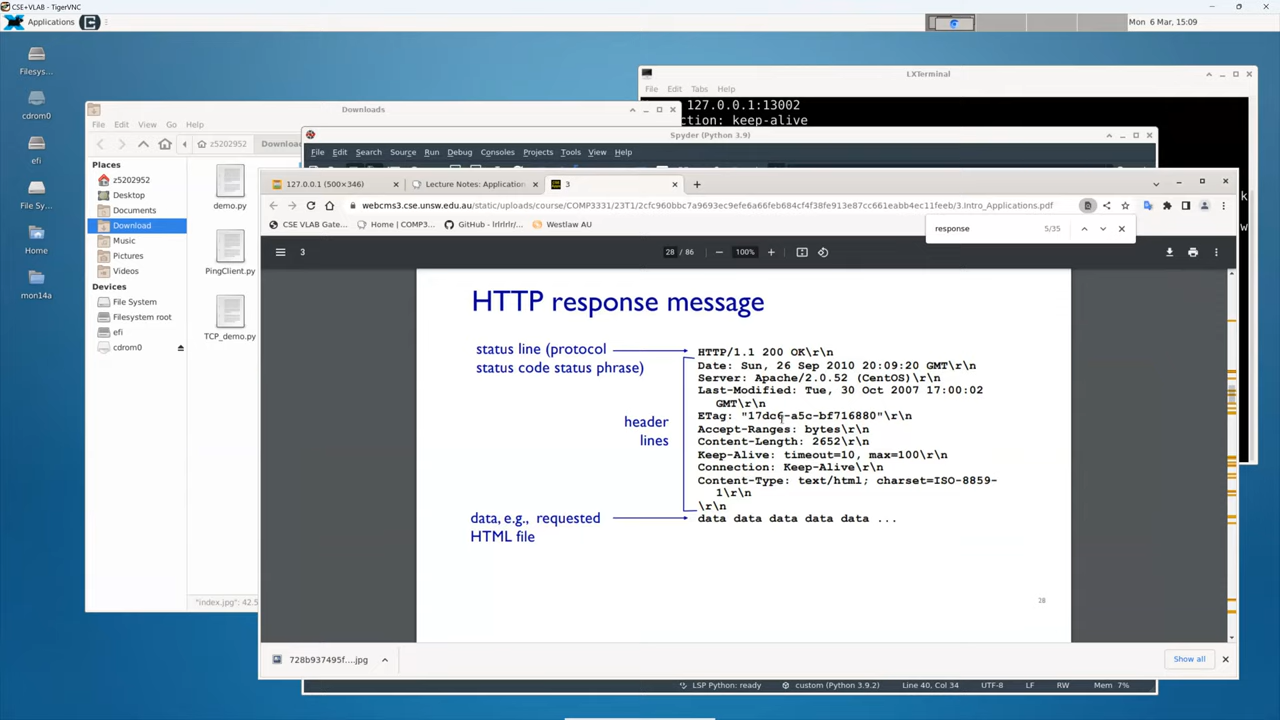 CSE+VLAB - TigerVNC
Applications
Mon 6 Mar, 15:09
Filesys...
cdrom0
efi
File Sy...
Home
mon14a
LXTerminal
File Edit Tabs Help
127.0.0.1:13002
ction: keep-alive
k
w
Downloads
File Edit View Go Help
z5202952 Download
Places
z5202952
Desktop
Documents
Download
Music
Pictures
Videos
Devices
File System
Filesystem root
efi
cdrom0
demo.py
PingClient.py
TCP_demo.py
"index.jpg": 42.5
Spyder (Python 3.9)
File Edit Search Source Run Debug Consoles Projects Tools View Help
127.0.0.1 (500×346)
Lecture Notes: Application
3
webcms3.cse.unsw.edu.au/static/uploads/course/COMP3331/23T1/2cfc960bbc7a9693ec9efe6a66feb684cf4f38fe913e87cc661eabb4ec11feeb/3.Intro_Applications.pdf
CSE VLAB Gate...
Home | COMP3...
GitHub - lrlrlrlr/...
Westlaw AU
response 5/35
3
28 / 86
100%
HTTP response message
status line (protocol
status code status phrase)
header
lines
data, e.g., requested
HTML file
HTTP/1.1 200 OK\r\n
Date: Sun, 26 Sep 2010 20:09:20 GMT\r\n
Server: Apache/2.0.52 (CentOS)\r\n
Last-Modified: Tue, 30 Oct 2007 17:00:02
GMT\r\n
ETag: "17dc6-a5c-bf716880"\r\n
Accept-Ranges: bytes\r\n
Content-Length: 2652\r\n
Keep-Alive: timeout=10, max=100\r\n
Connection: Keep-Alive\r\n
Content-Type: text/html; charset=ISO-8859-
1\r\n
\r\n
data data data data data ...
28
728b937495f....jpg
Show all
LSP Python: ready
custom (Python 3.9.2)
Line 40, Col 34
UTF-8
LF
RW
Mem 7%